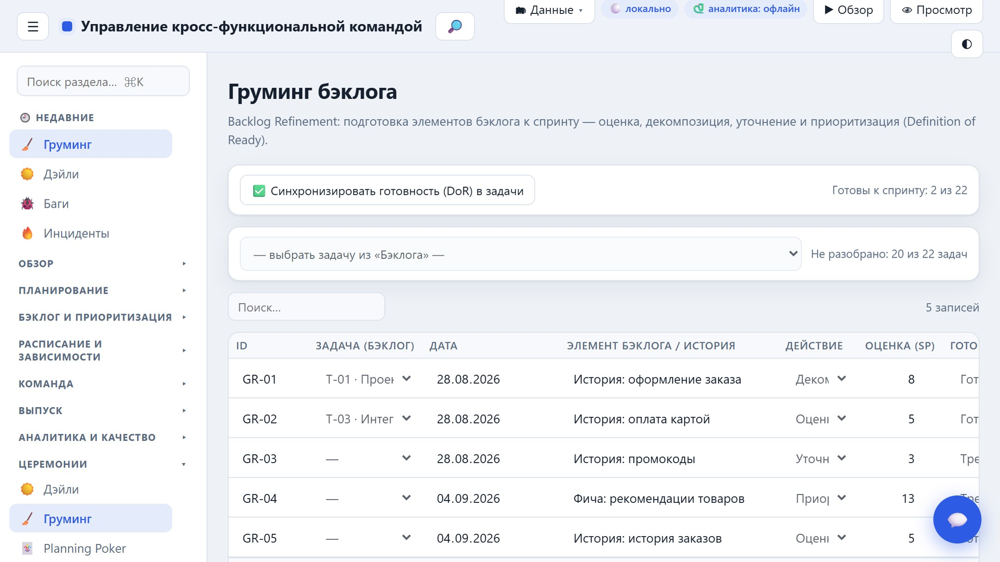 ☰ Управление кросс-функциональной командой
Данные ▾
локально
аналитика: офлайн
▶ Обзор
Просмотр
Поиск раздела... ⌘K
НЕДАВНИЕ
Груминг
Дэйли
Баги
Инциденты
ОБЗОР
ПЛАНИРОВАНИЕ
БЭКЛОГ И ПРИОРИТИЗАЦИЯ
РАСПИСАНИЕ И
ЗАВИСИМОСТИ
КОМАНДА
ВЫПУСК
АНАЛИТИКА И КАЧЕСТВО
ЦЕРЕМОНИИ
Дэйли
Груминг
Planning Poker
Груминг бэклога
Backlog Refinement: подготовка элементов бэклога к спринту — оценка, декомпозиция, уточнение и приоритизация (Definition of
Ready).
Синхронизировать готовность (DoR) в задачи
Готовы к спринту: 2 из 22
— выбрать задачу из «Бэклога» —
Не разобрано: 20 из 22 задач
Поиск...
5 записей
ID ЗАДАЧА (БЭКЛОГ) ДАТА ЭЛЕМЕНТ БЭКЛОГА / ИСТОРИЯ ДЕЙСТВИЕ ОЦЕНКА (SP) ГОТО
GR-01 T-01 · Проек 28.08.2026 История: оформление заказа Деком 8 Гот
GR-02 T-03 · Интег 28.08.2026 История: оплата картой Оцен 5 Гот
GR-03 — 28.08.2026 История: промокоды Уточн 3 Тре
GR-04 — 04.09.2026 Фича: рекомендации товаров Приор 13
GR-05 — 04.09.2026 История: история заказов Оцен 5